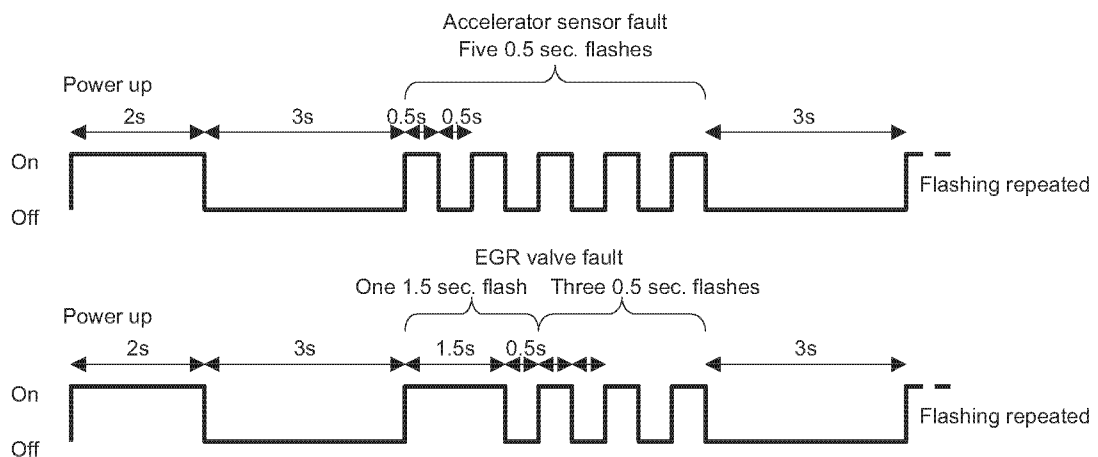 Accelerator sensor fault
Five 0.5 sec. flashes
Power up
2s 3s 0.5s 0.5s 3s
On
Flashing repeated
Off
EGR valve fault
One 1.5 sec. flash Three 0.5 sec. flashes
Power up
2s 3s 1.5s 0.5s 3s
On
Flashing repeated
Off